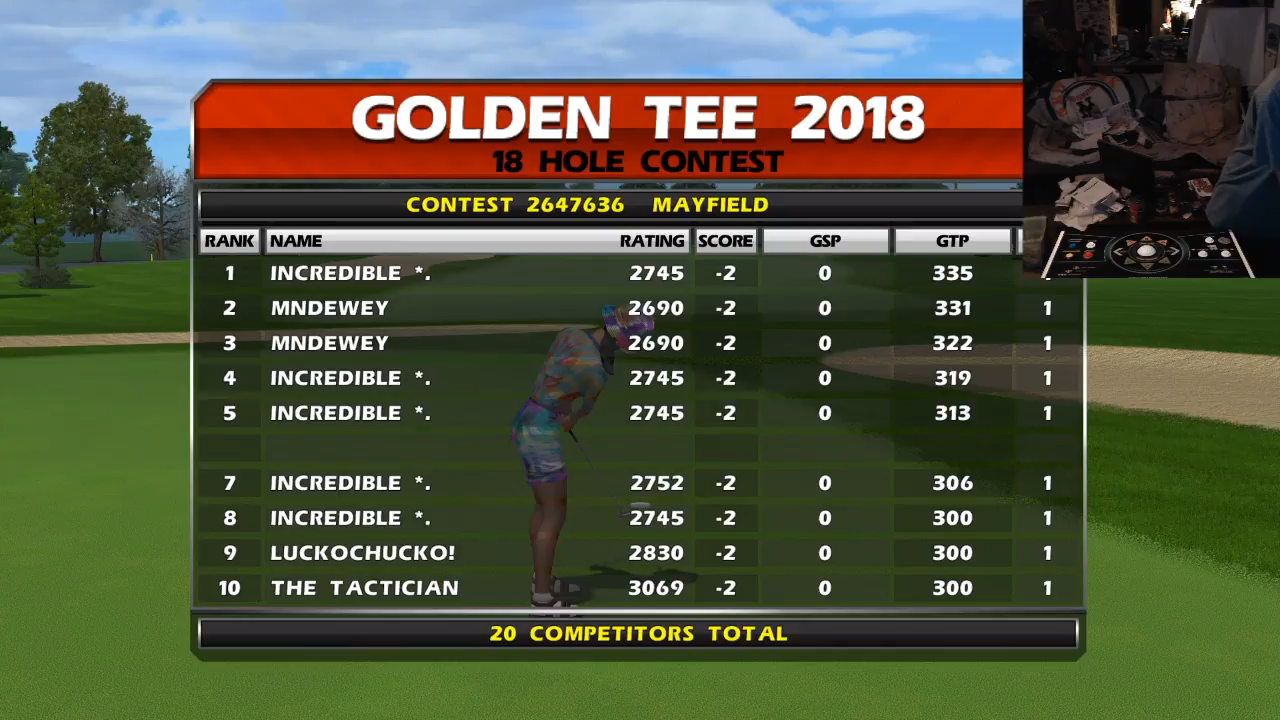 GOLDEN TEE 2018
18 HOLE CONTEST
CONTEST 2647636 MAYFIELD
RANK NAME RATING SCORE GSP GTP
1 INCREDIBLE *. 2745 -2 0 335
2 MNDEWEY 2690 -2 0 331 1
3 MNDEWEY 2690 -2 0 322 1
4 INCREDIBLE *. 2745 -2 0 319 1
5 INCREDIBLE *. 2745 -2 0 313 1
7 INCREDIBLE *. 2752 -2 0 306 1
8 INCREDIBLE *. 2745 -2 0 300 1
9 LUCKOCHUCKO! 2830 -2 0 300 1
10 THE TACTICIAN 3069 -2 0 300 1
20 COMPETITORS TOTAL